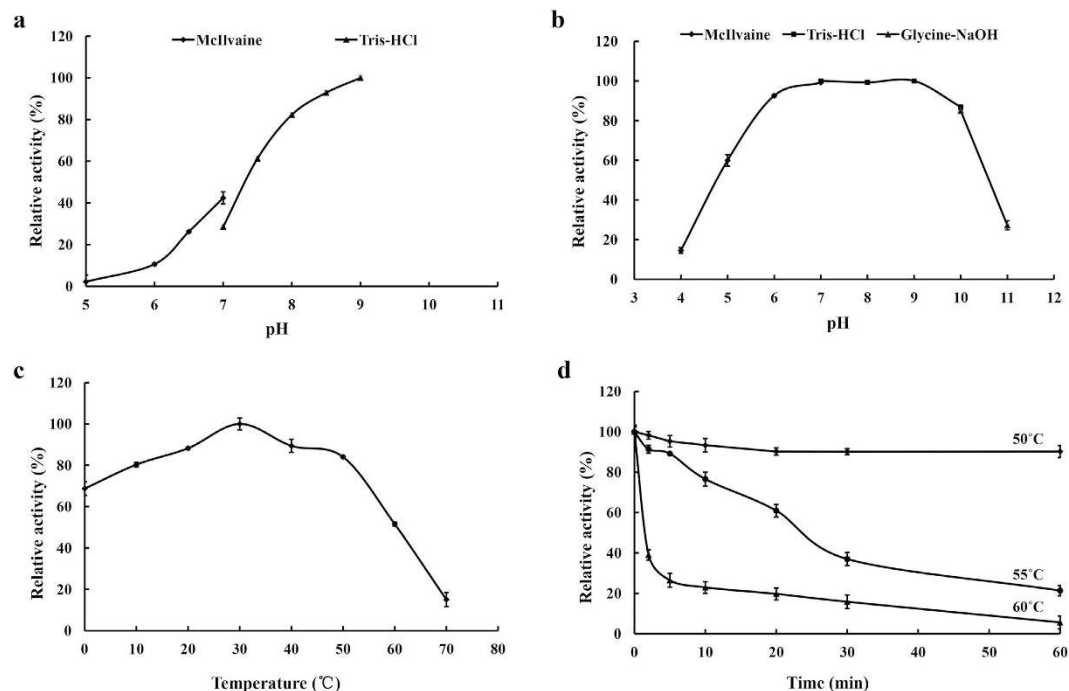 a
McIlvaine Tris-HCl
120
100
80
60
40
20
0
Relative activity (%)
5 6 7 8 9 10 11
pH
b
McIlvaine Tris-HCl Glycine-NaOH
120
100
80
60
40
20
0
Relative activity (%)
3 4 5 6 7 8 9 10 11 12
pH
c
120
100
80
60
40
20
0
Relative activity (%)
0 10 20 30 40 50 60 70 80
Temperature (℃)
d
120
100
80
60
40
20
0
Relative activity (%)
50˚C
55˚C
60˚C
0 10 20 30 40 50 60
Time (min)